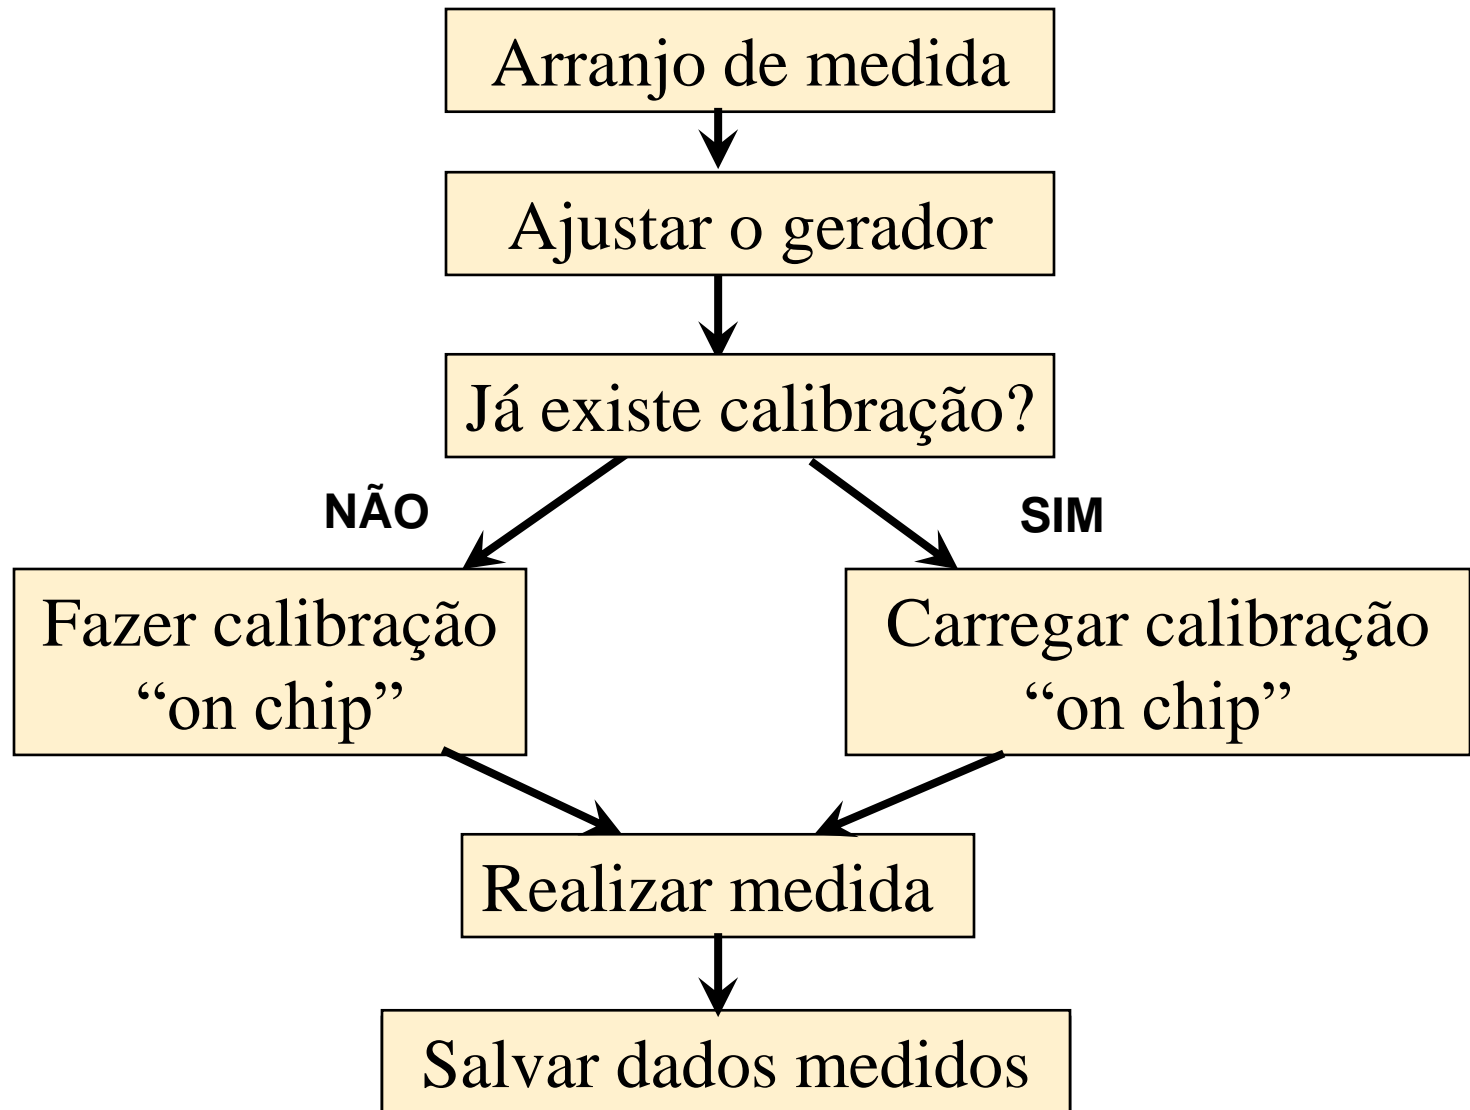 Arranjo de medida
Ajustar o gerador
Já existe calibração?
NÃO
SIM
Fazer calibração
“on chip”
Carregar calibração
“on chip”
Realizar medida
Salvar dados medidos